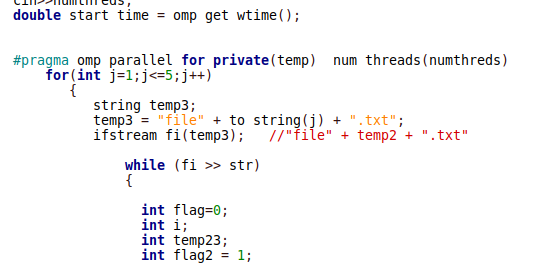 cin>>numthreds;
double start time = omp get wtime();
#pragma omp parallel for private(temp)  num threads(numthreds)
for(int j=1;j<=5;j++)
{
string temp3;
temp3 = "file" + to string(j) + ".txt";
ifstream fi(temp3);   //"file" + temp2 + ".txt"
while (fi >> str)
{
int flag=0;
int i;
int temp23;
int flag2 = 1;